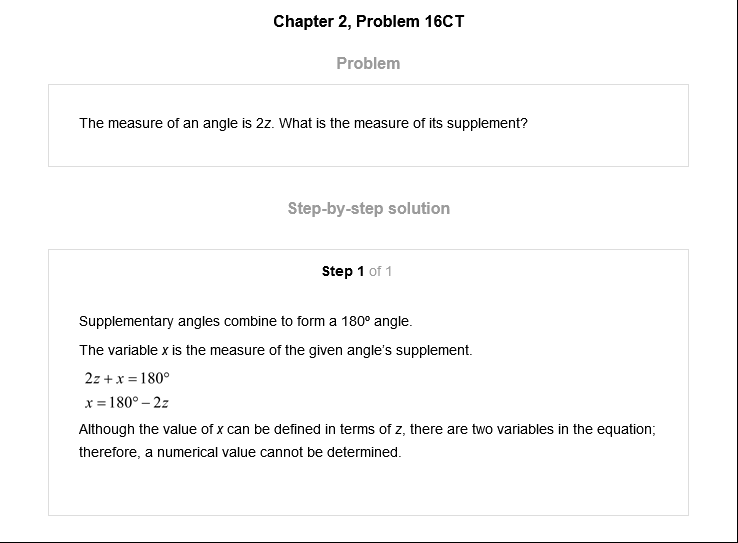 Chapter 2, Problem 16CT
Problem
The measure of an angle is 2z. What is the measure of its supplement?
Step-by-step solution
Step 1 of 1
Supplementary angles combine to form a 180º angle.
The variable x is the measure of the given angle's supplement.
2z + x = 180°
x = 180° – 2z
Although the value of x can be defined in terms of z, there are two variables in the equation;
therefore, a numerical value cannot be determined.